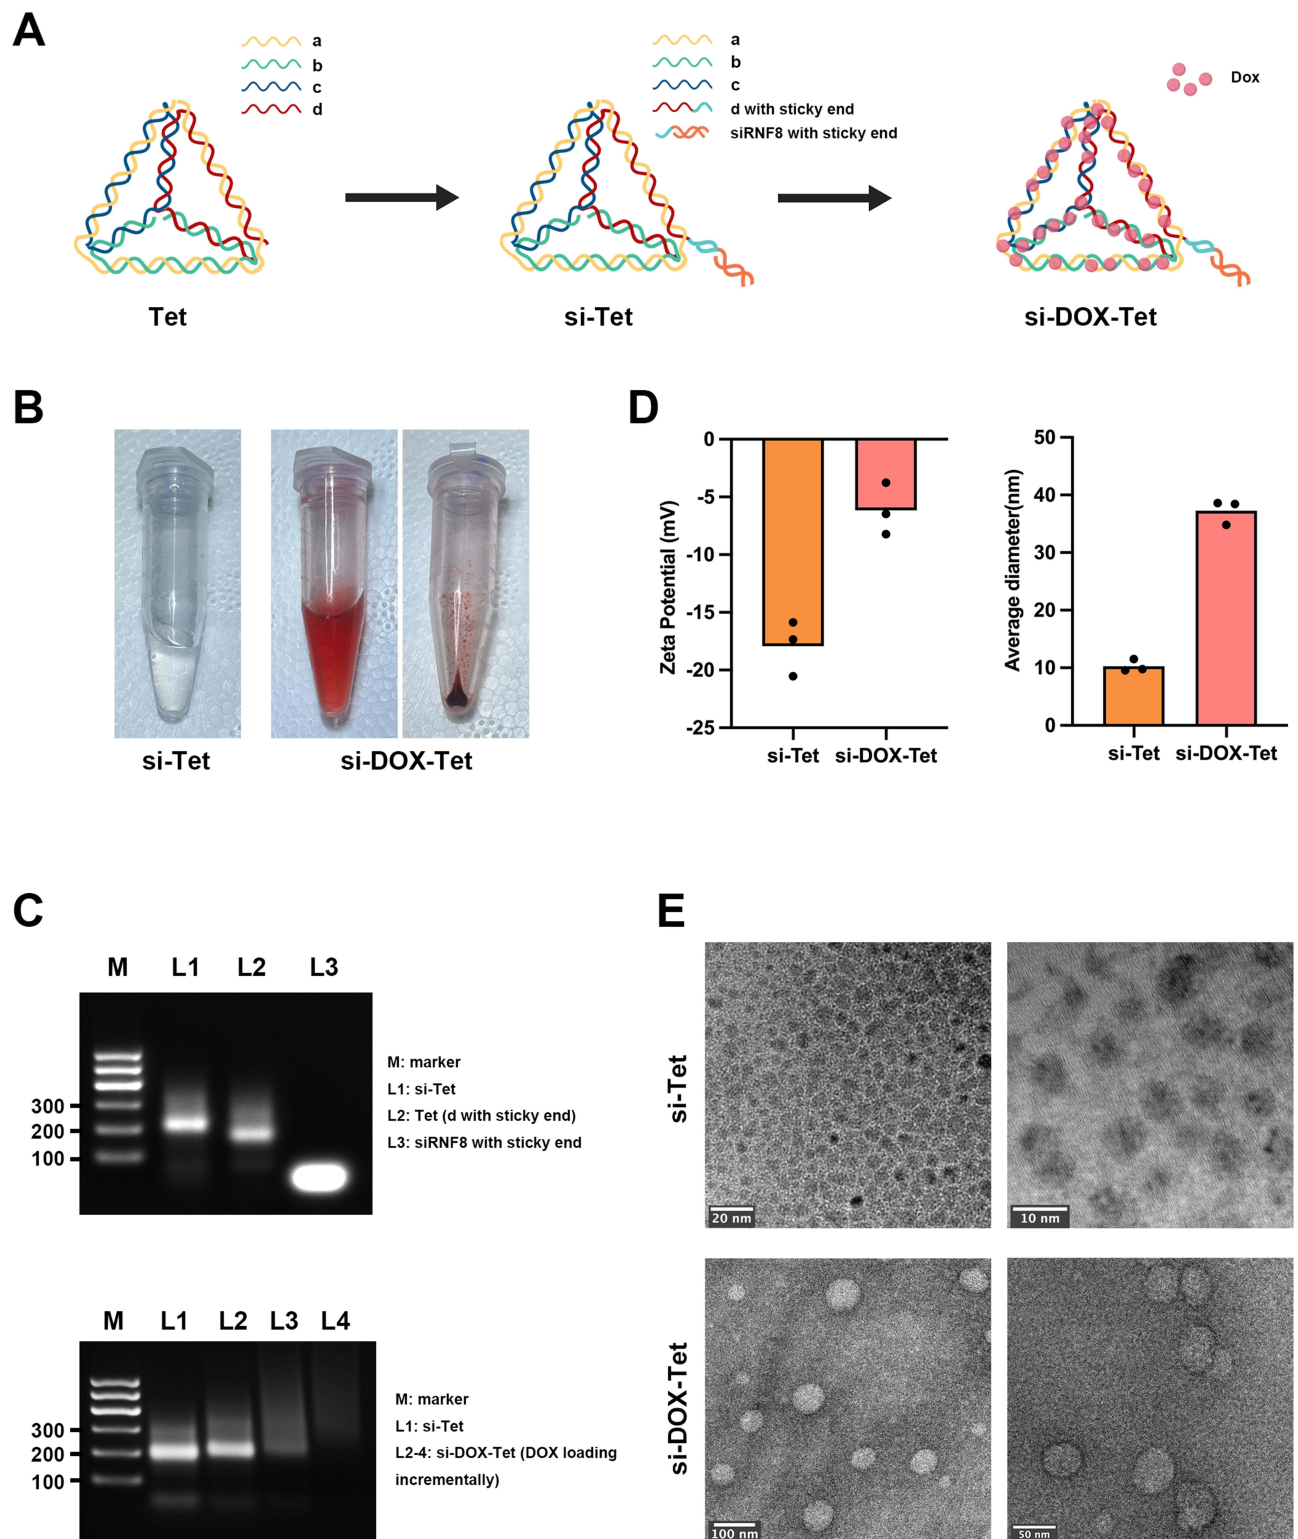 A
a
b
c
d
a
b
c
d with sticky end
siRNF8 with sticky end
Dox
Tet
si-Tet
si-DOX-Tet
B
si-Tet
si-DOX-Tet
D
Zeta Potential (mV)
0
-5
-10
-15
-20
-25
si-Tet
si-DOX-Tet
Average diameter(nm)
50
40
30
20
10
0
si-Tet
si-DOX-Tet
C
M L1 L2 L3
300
200
100
M: marker
L1: si-Tet
L2: Tet (d with sticky end)
L3: siRNF8 with sticky end
M L1 L2 L3 L4
300
200
100
M: marker
L1: si-Tet
L2-4: si-DOX-Tet (DOX loading
incrementally)
E
si-Tet
20 nm
10 nm
si-DOX-Tet
100 nm
50 nm